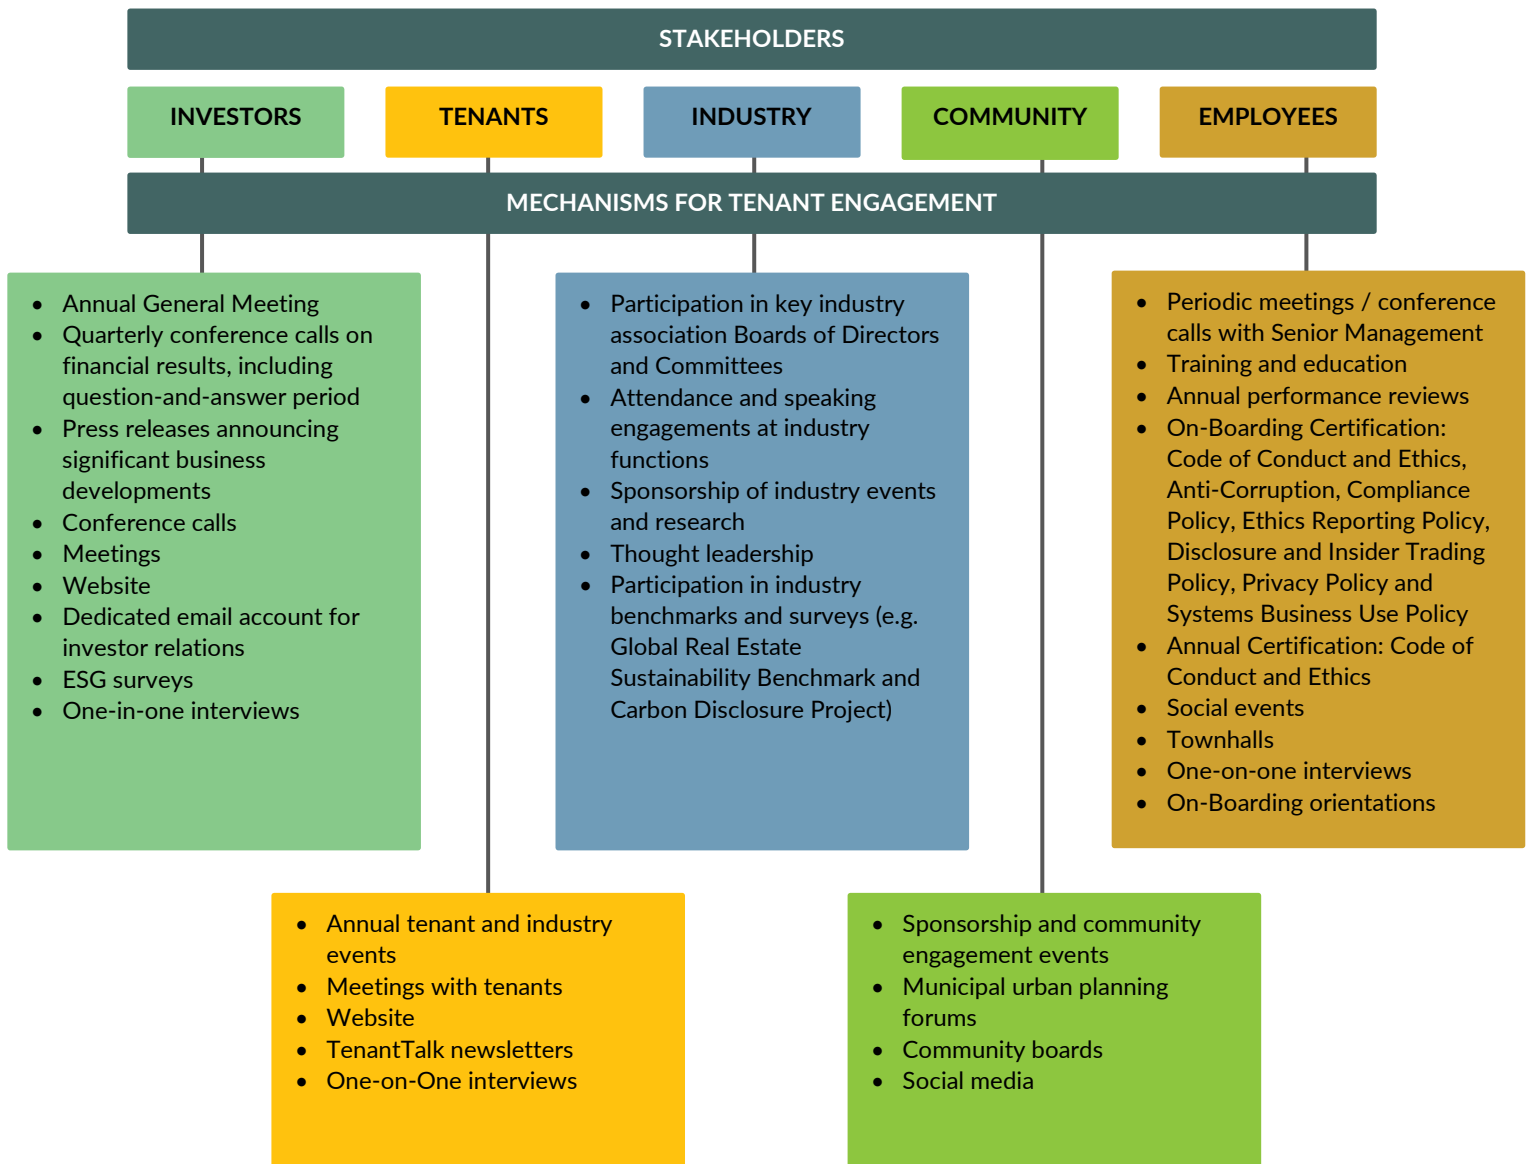 STAKEHOLDERS
INVESTORS
TENANTS
INDUSTRY
COMMUNITY
EMPLOYEES
MECHANISMS FOR TENANT ENGAGEMENT
• Annual General Meeting
• Quarterly conference calls on
financial results, including
question-and-answer period
• Press releases announcing
significant business
developments
• Conference calls
• Meetings
• Website
• Dedicated email account for
investor relations
• ESG surveys
• One-in-one interviews
• Participation in key industry
association Boards of Directors
and Committees
• Attendance and speaking
engagements at industry
functions
• Sponsorship of industry events
and research
• Thought leadership
• Participation in industry
benchmarks and surveys (e.g.
Global Real Estate
Sustainability Benchmark and
Carbon Disclosure Project)
• Periodic meetings / conference
calls with Senior Management
• Training and education
• Annual performance reviews
• On-Boarding Certification:
Code of Conduct and Ethics,
Anti-Corruption, Compliance
Policy, Ethics Reporting Policy,
Disclosure and Insider Trading
Policy, Privacy Policy and
Systems Business Use Policy
• Annual Certification: Code of
Conduct and Ethics
• Social events
• Townhalls
• One-on-one interviews
• On-Boarding orientations
• Annual tenant and industry
events
• Meetings with tenants
• Website
• TenantTalk newsletters
• One-on-One interviews
• Sponsorship and community
engagement events
• Municipal urban planning
forums
• Community boards
• Social media